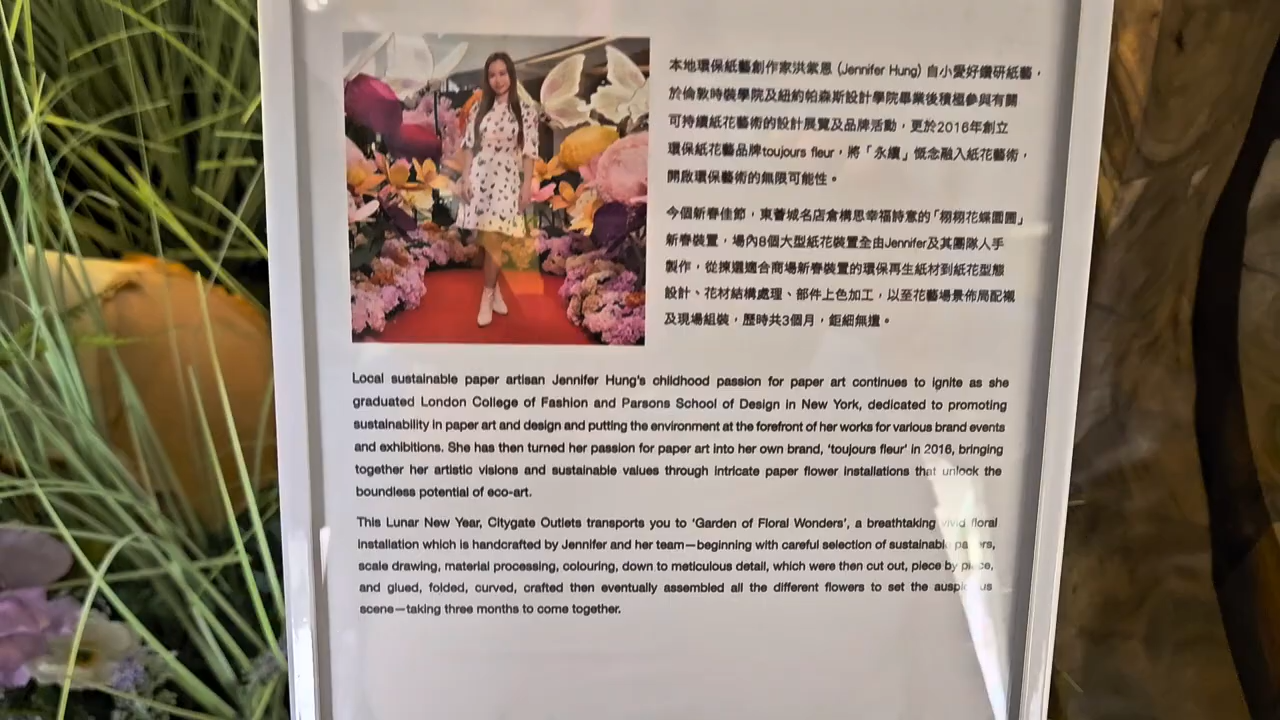 本地環保紙藝創作家洪紫恩 (Jennifer Hung) 自小愛好鑽研紙藝，
於倫敦時裝學院及紐約帕森斯設計學院畢業後積極參與有關
可持續紙花藝術的設計展覽及品牌活動，更於2016年創立
環保紙花品牌toujours fleur，將「永續」概念融入紙花藝術，
開啟環保藝術的無限可能性。
今個新春佳節，東薈城名店倉構思幸福詩意的「栩栩花蝶園圃」
新春裝置，場內8個大型紙花裝置全由Jennifer及其團隊人手
製作，從揀選適合商場新春裝置的環保再生紙材到紙花型態
設計、花材結構處理、部件上色加工，以至花藝場景佈局配襯
及現場組裝，歷時共3個月，鉅細無遺。
Local sustainable paper artisan Jennifer Hung's childhood passion for paper art continues to ignite as she
graduated London College of Fashion and Parsons School of Design in New York, dedicated to promoting
sustainability in paper art and design and putting the environment at the forefront of her works for various brand events
and exhibitions. She has then turned her passion for paper art into her own brand, 'toujours fleur' in 2016, bringing
together her artistic visions and sustainable values through intricate paper flower installations that unlock the
boundless potential of eco-art.
This Lunar New Year, Citygate Outlets transports you to 'Garden of Floral Wonders', a breathtaking vivid floral
installation which is handcrafted by Jennifer and her team—beginning with careful selection of sustainable papers,
scale drawing, material processing, colouring, down to meticulous detail, which were then cut out, piece by piece,
and glued, folded, curved, crafted then eventually assembled all the different flowers to set the auspicious
scene—taking three months to come together.